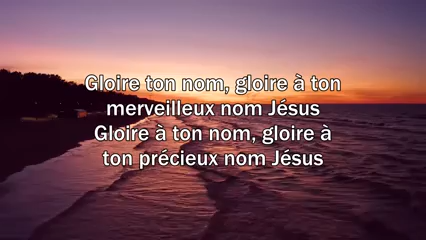 Gloire ton nom, gloire à ton
merveilleux nom Jésus
Gloire à ton nom, gloire à
ton précieux nom Jésus